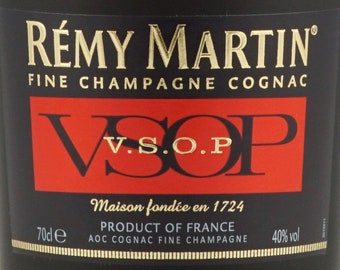 RÉMY MARTIN®
FINE CHAMPAGNE COGNAC
VSOP
V.S.O.P
Maison fondée en 1724
PRODUCT OF FRANCE
70cl e AOC COGNAC FINE CHAMPAGNE 40% vol